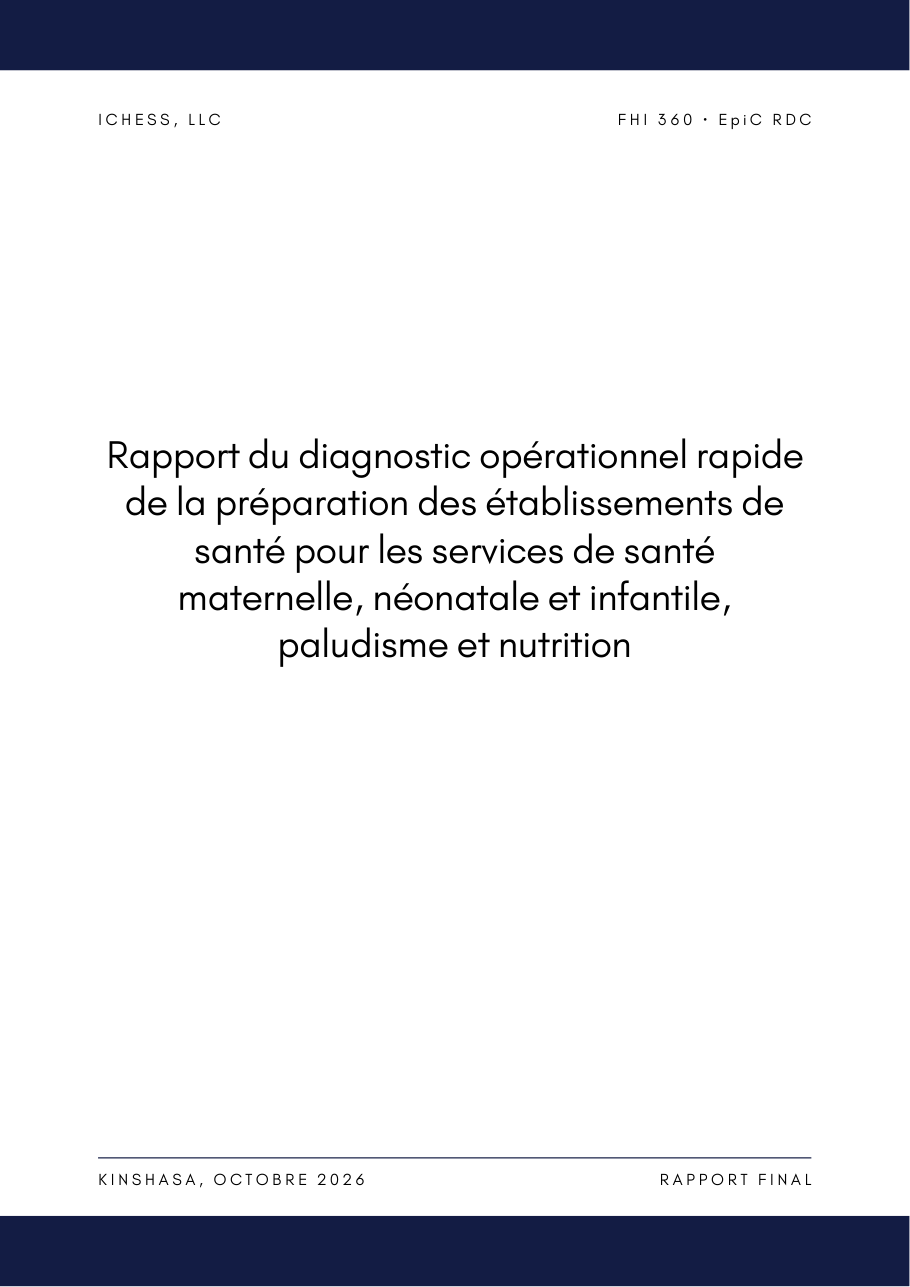 ICHESS, LLC
FHI 360 • EpiC RDC
Rapport du diagnostic opérationnel rapide
de la préparation des établissements de
santé pour les services de santé
maternelle, néonatale et infantile,
paludisme et nutrition
KINSHASA, OCTOBRE 2026
RAPPORT FINAL